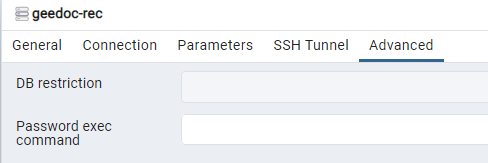 geedoc-rec
General Connection Parameters SSH Tunnel Advanced
DB restriction
Password exec
command